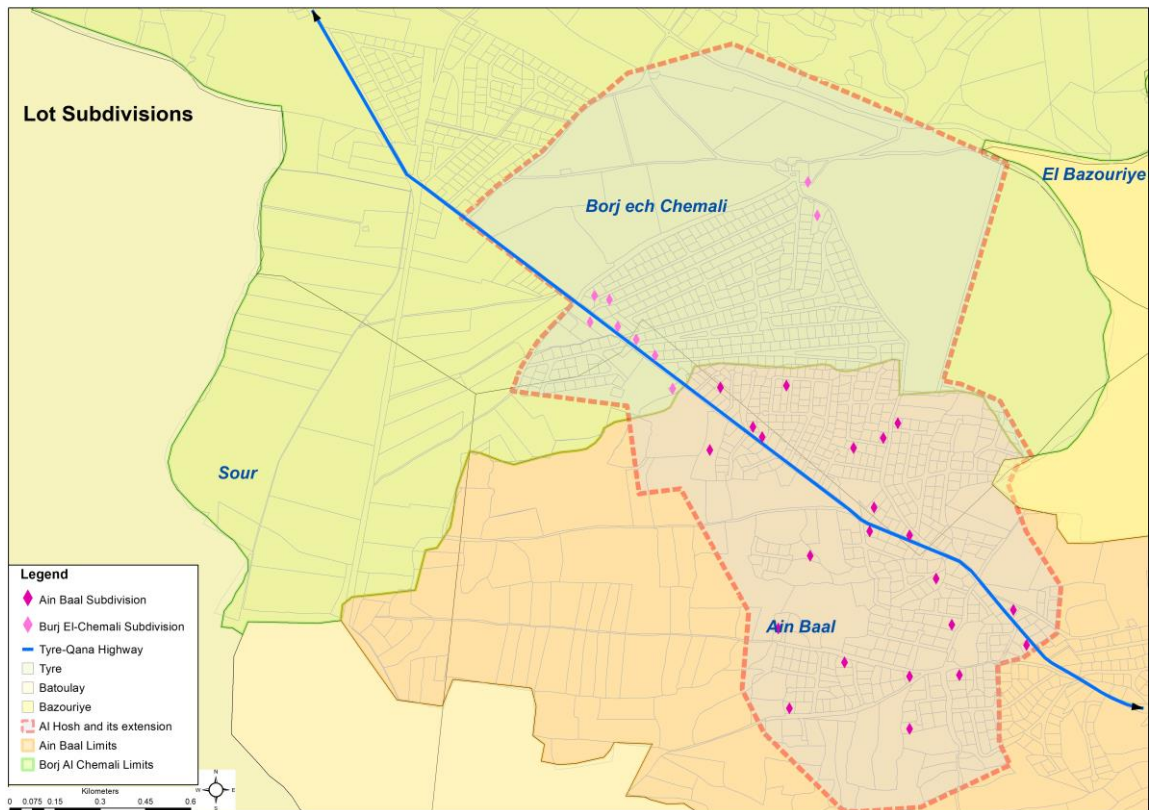 Lot Subdivisions
El Bazouriye
Borj ech Chemali
Sour
Ain Baal
Legend
Ain Baal Subdivision
Burj El-Chemali Subdivision
Tyre-Qana Highway
Tyre
Batoulay
Bazouriye
Al Hosh and its extension
Ain Baal Limits
Borj Al Chemali Limits
Kilometers
0 0.075 0.15 0.3 0.45 0.6
N
W E
S